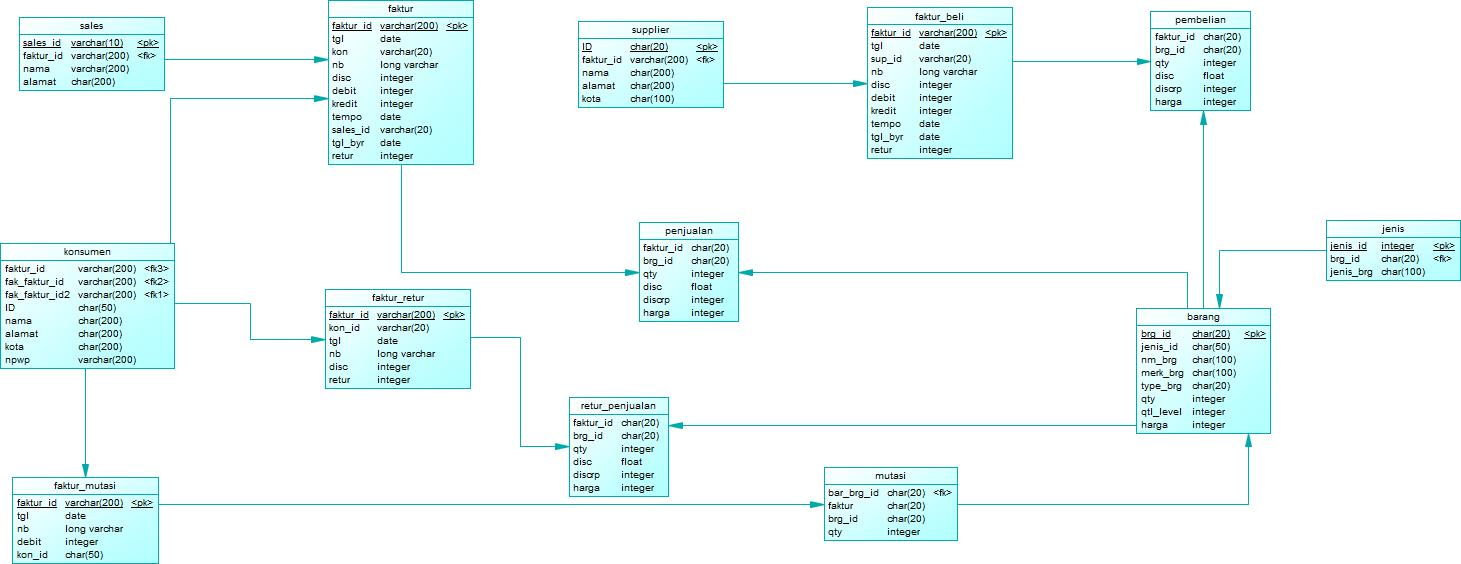 sales
sales_id varchar(10) <pk>
faktur_id varchar(200) <fk>
nama varchar(200)
alamat char(200)
faktur
faktur_id varchar(200) <pk>
tgl date
kon varchar(20)
nb long varchar
disc integer
debit integer
kredit integer
tempo date
sales_id varchar(20)
tgl_byr date
retur integer
supplier
ID char(20) <pk>
faktur_id varchar(200) <fk>
nama char(200)
alamat char(200)
kota char(100)
faktur_beli
faktur_id varchar(200) <pk>
tgl date
sup_id varchar(20)
nb long varchar
disc integer
debit integer
kredit integer
tempo date
tgl_byr date
retur integer
pembelian
faktur_id char(20)
brg_id char(20)
qty integer
disc float
discrp integer
harga integer
konsumen
faktur_id varchar(200) <fk3>
fak_faktur_id varchar(200) <fk2>
fak_faktur_id2 varchar(200) <fk1>
ID char(50)
nama char(200)
alamat char(200)
kota char(200)
npwp varchar(200)
faktur_retur
faktur_id varchar(200) <pk>
kon_id varchar(20)
tgl date
nb long varchar
disc integer
retur integer
penjualan
faktur_id char(20)
brg_id char(20)
qty integer
disc float
discrp integer
harga integer
jenis
jenis_id integer <pk>
brg_id char(20) <fk>
jenis_brg char(100)
barang
brg_id char(20) <pk>
jenis_id char(50)
nm_brg char(100)
merk_brg char(100)
type_brg char(20)
qty integer
qtl_level integer
harga integer
retur_penjualan
faktur_id char(20)
brg_id char(20)
qty integer
disc float
discrp integer
harga integer
faktur_mutasi
faktur_id varchar(200) <pk>
tgl date
nb long varchar
debit integer
kon_id char(50)
mutasi
bar_brg_id char(20) <fk>
faktur char(20)
brg_id char(20)
qty integer